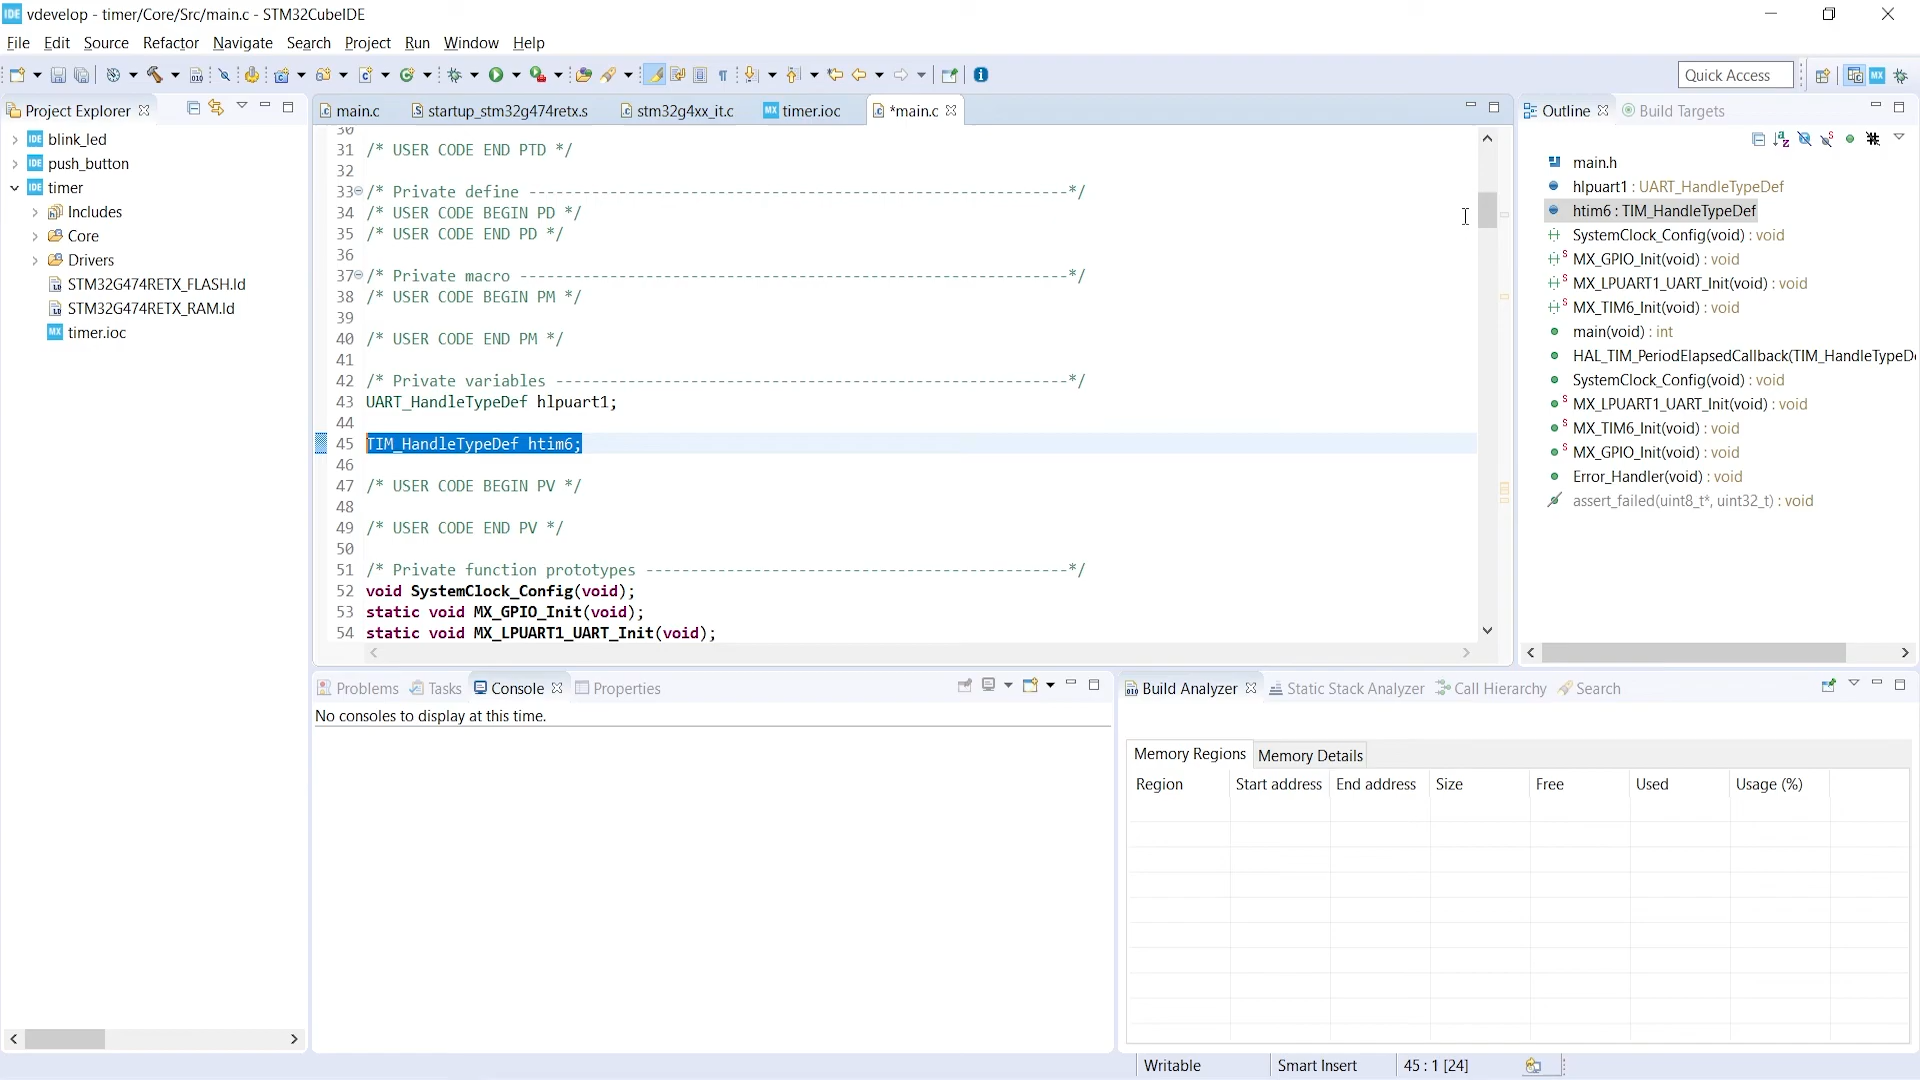 IDE vdevelop - timer/Core/Src/main.c - STM32CubeIDE
File Edit Source Refactor Navigate Search Project Run Window Help
Quick Access
Project Explorer
blink_led
push_button
timer
Includes
Core
Drivers
STM32G474RETX_FLASH.ld
STM32G474RETX_RAM.ld
timer.ioc
main.c startup_stm32g474retx.s stm32g4xx_it.c timer.ioc *main.c
30
31 /* USER CODE END PTD */
32
33 /* Private define ------------------------------------------------------------*/
34 /* USER CODE BEGIN PD */
35 /* USER CODE END PD */
36
37 /* Private macro -------------------------------------------------------------*/
38 /* USER CODE BEGIN PM */
39
40 /* USER CODE END PM */
41
42 /* Private variables ---------------------------------------------------------*/
43 UART_HandleTypeDef hlpuart1;
44
45 TIM_HandleTypeDef htim6;
46
47 /* USER CODE BEGIN PV */
48
49 /* USER CODE END PV */
50
51 /* Private function prototypes -----------------------------------------------*/
52 void SystemClock_Config(void);
53 static void MX_GPIO_Init(void);
54 static void MX_LPUART1_UART_Init(void);
Outline Build Targets
main.h
hlpuart1 : UART_HandleTypeDef
htim6 : TIM_HandleTypeDef
SystemClock_Config(void) : void
MX_GPIO_Init(void) : void
MX_LPUART1_UART_Init(void) : void
MX_TIM6_Init(void) : void
main(void) : int
HAL_TIM_PeriodElapsedCallback(TIM_HandleTypeD
SystemClock_Config(void) : void
MX_LPUART1_UART_Init(void) : void
MX_TIM6_Init(void) : void
MX_GPIO_Init(void) : void
Error_Handler(void) : void
assert_failed(uint8_t*, uint32_t) : void
Problems Tasks Console Properties
No consoles to display at this time.
Build Analyzer Static Stack Analyzer Call Hierarchy Search
Memory Regions Memory Details
Region Start address End address Size Free Used Usage (%)
Writable Smart Insert 45 : 1 [24]